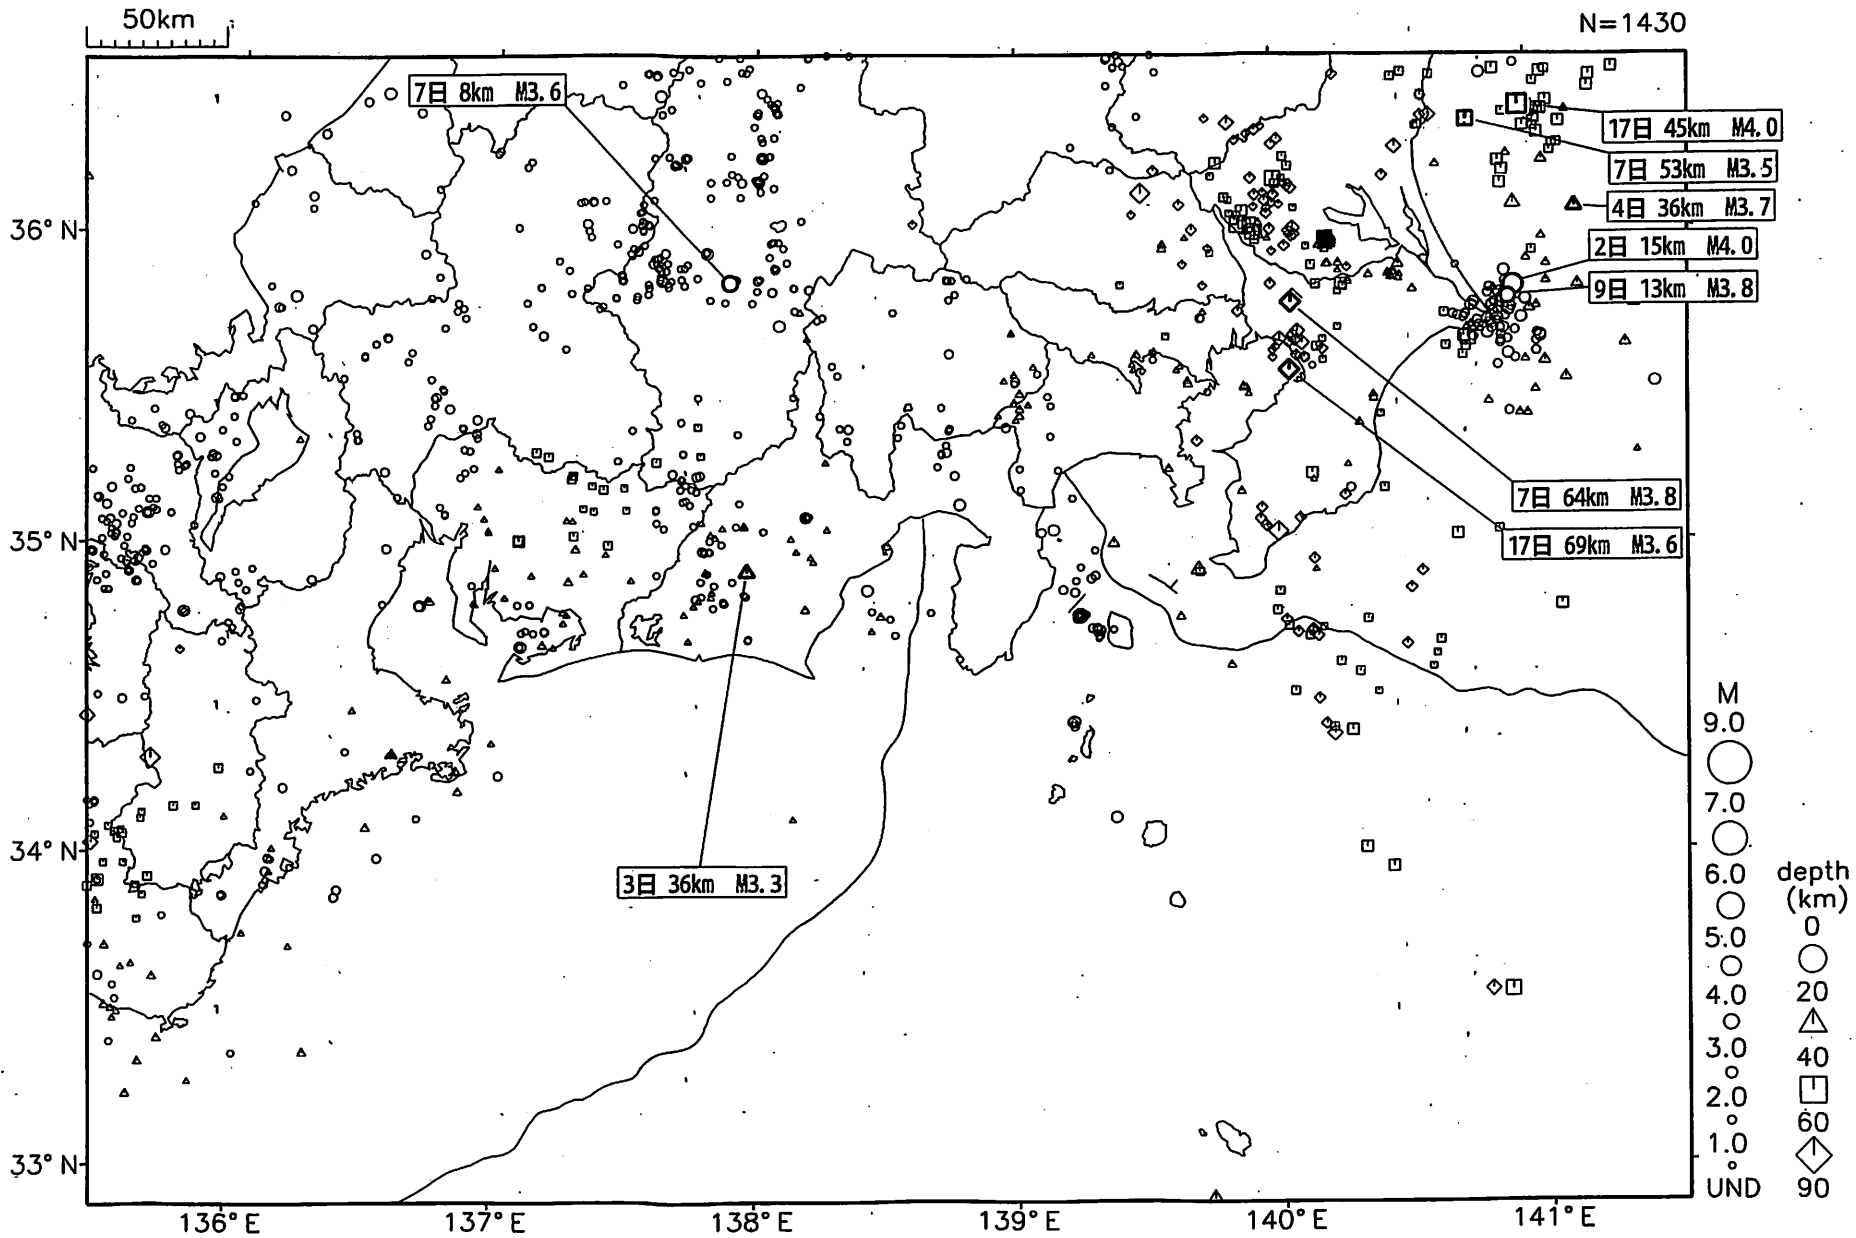 50km
N=1430
7日 8km M3.6
17日 45km M4.0
7日 53km M3.5
4日 36km M3.7
2日 15km M4.0
9日 13km M3.8
7日 64km M3.8
17日 69km M3.6
3日 36km M3.3
36°N
35°N
34°N
33°N
136°E
137°E
138°E
139°E
140°E
141°E
M
9.0
7.0
6.0
5.0
4.0
3.0
2.0
1.0
UND
depth
(km)
0
20
40
60
90